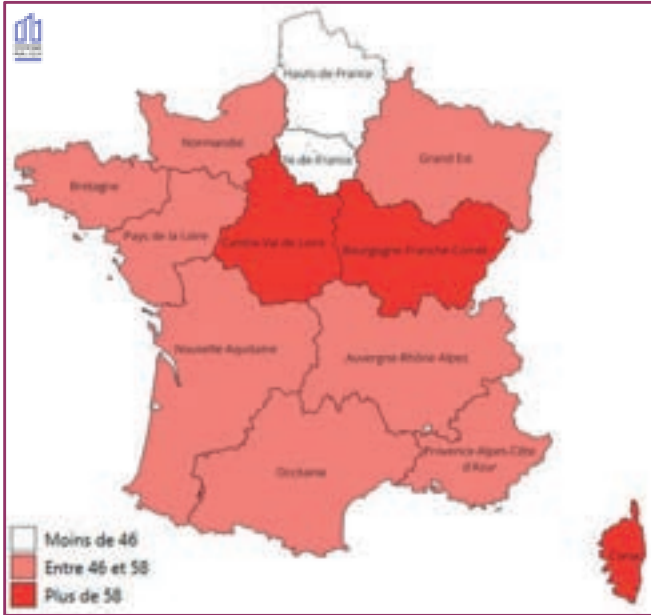 Hauts-de-France
Normandie
Île-de-France
Grand Est
Bretagne
Pays de la Loire
Centre-Val de Loire
Bourgogne-Franche-Comté
Nouvelle-Aquitaine
Auvergne-Rhône-Alpes
Occitanie
Provence-Alpes-Côte
d'Azur
Corse
Moins de 46
Entre 46 et 58
Plus de 58